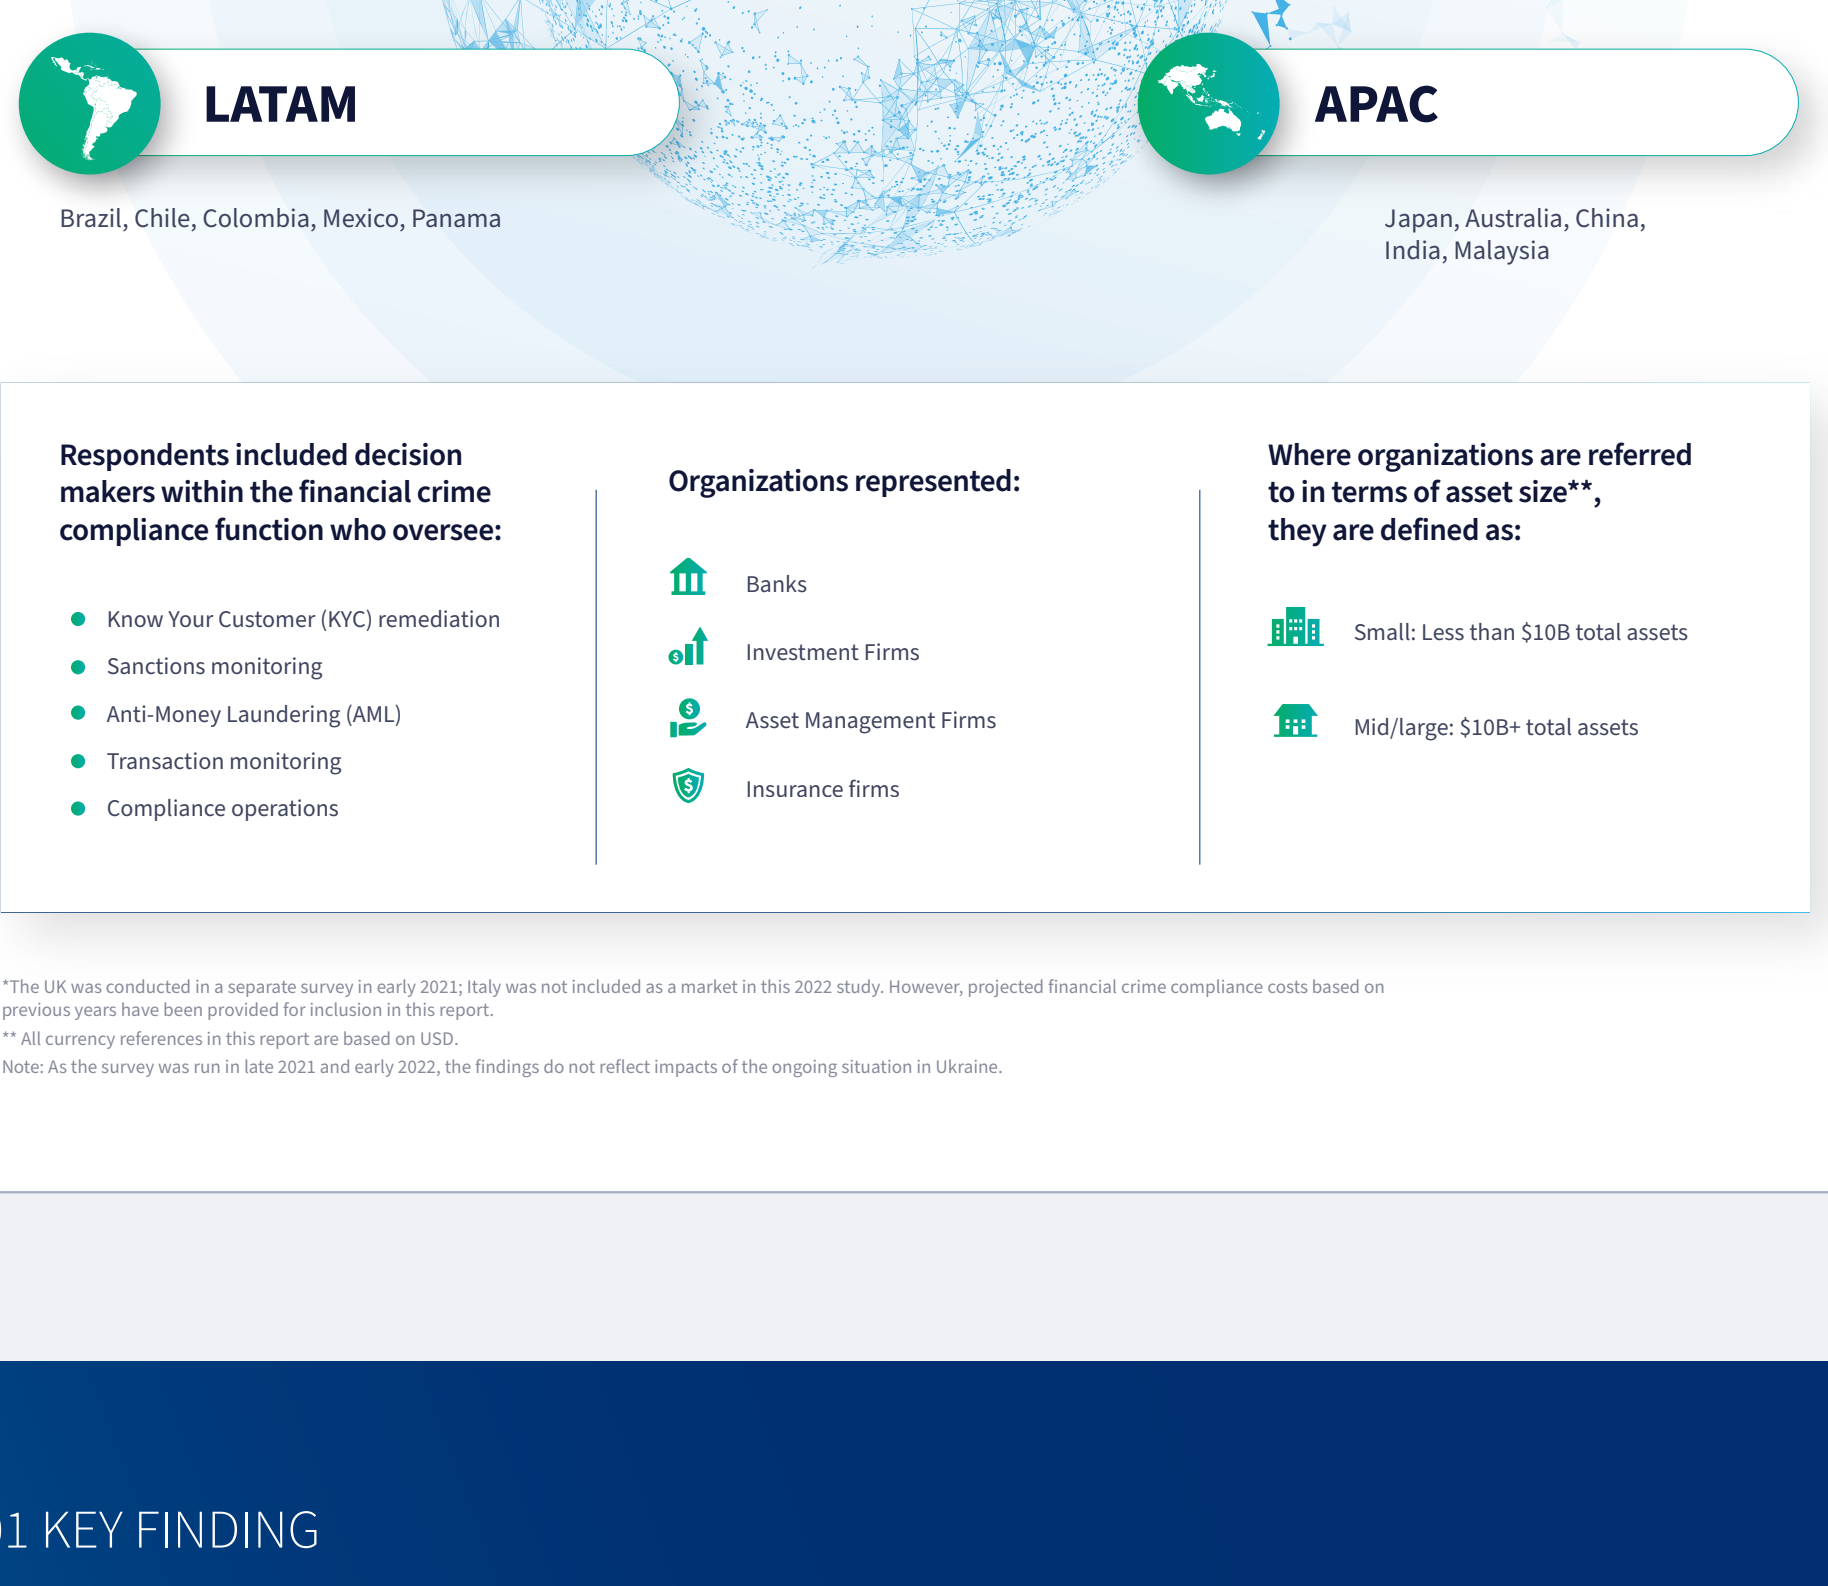 LATAM
Brazil, Chile, Colombia, Mexico, Panama
APAC
Japan, Australia, China,
India, Malaysia
Respondents included decision
makers within the financial crime
compliance function who oversee:
Know Your Customer (KYC) remediation
Sanctions monitoring
Anti-Money Laundering (AML)
Transaction monitoring
Compliance operations
Organizations represented:
Banks
Investment Firms
Asset Management Firms
Insurance firms
Where organizations are referred
to in terms of asset size**,
they are defined as:
Small: Less than $10B total assets
Mid/large: $10B+ total assets
*The UK was conducted in a separate survey in early 2021; Italy was not included as a market in this 2022 study. However, projected financial crime compliance costs based on
previous years have been provided for inclusion in this report.
** All currency references in this report are based on USD.
Note: As the survey was run in late 2021 and early 2022, the findings do not reflect impacts of the ongoing situation in Ukraine.
01 KEY FINDING